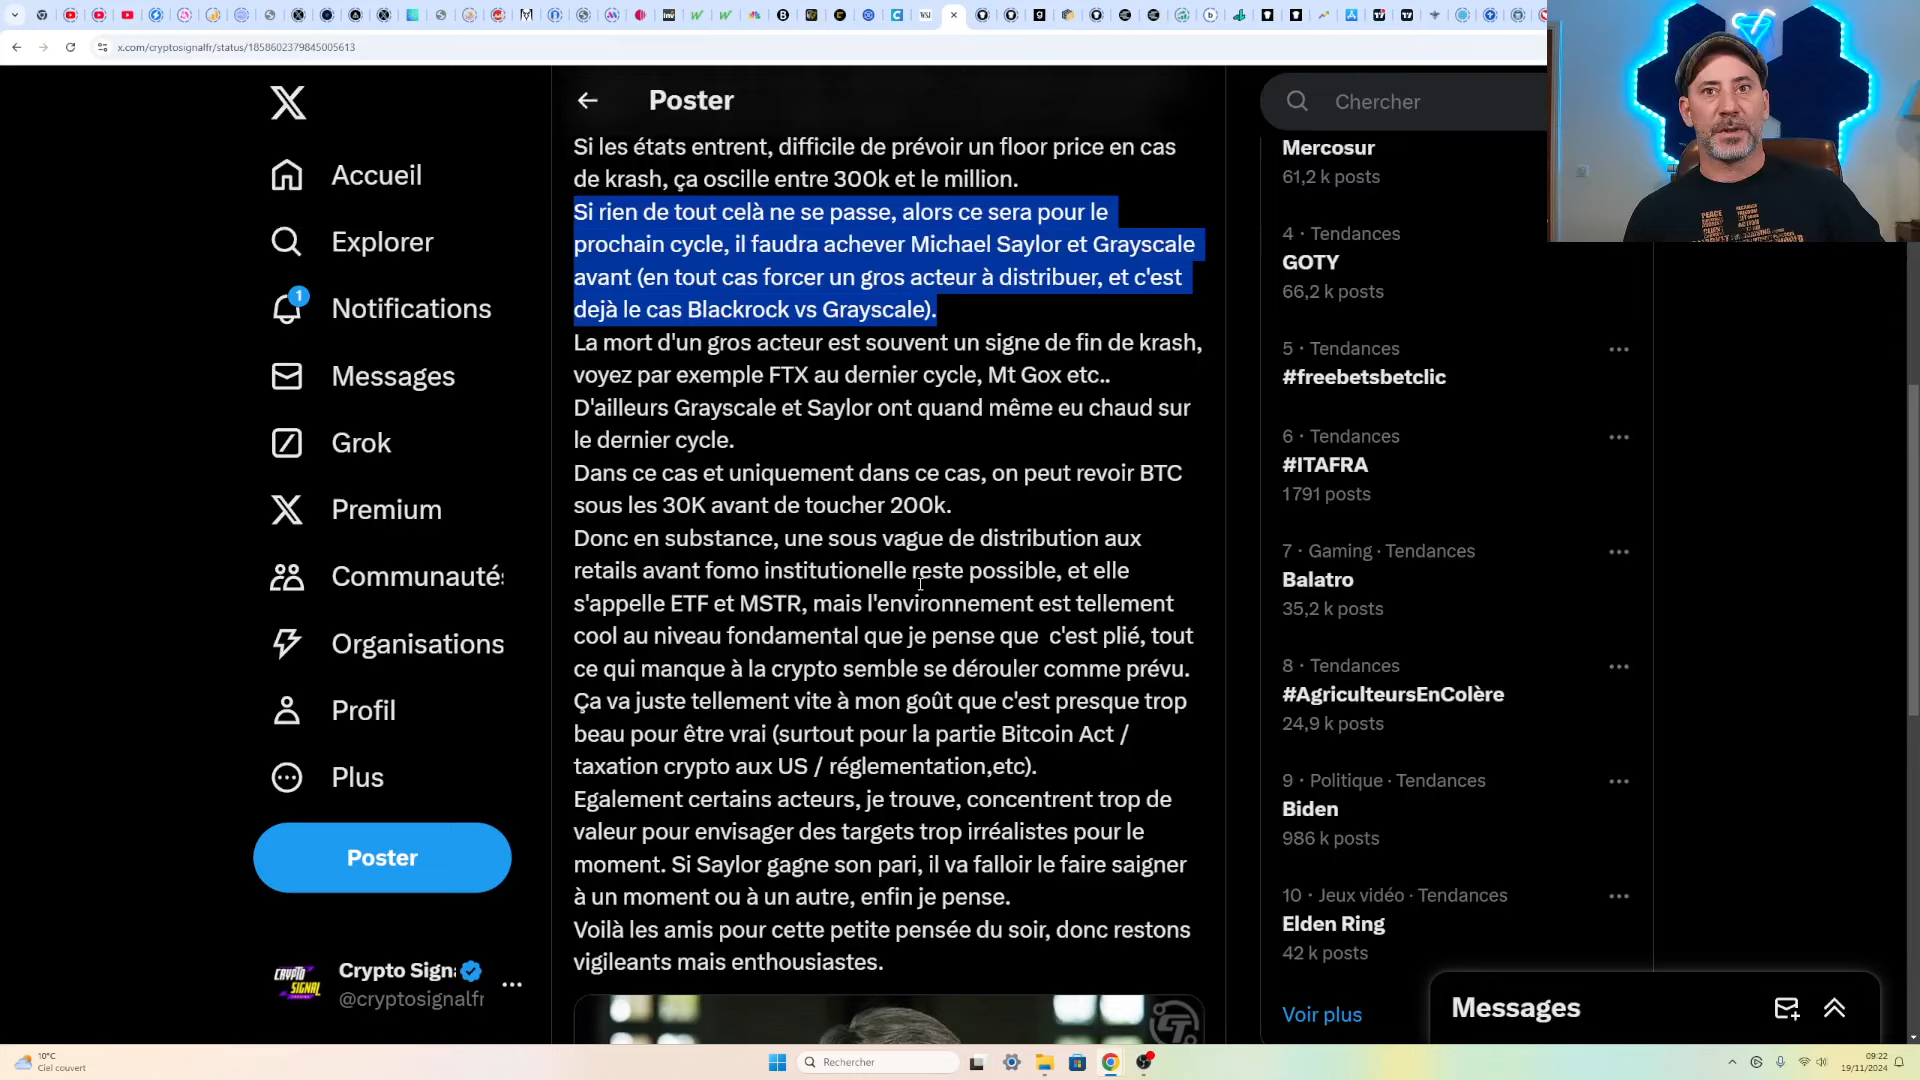 x.com/cryptosignalfr/status/1858602379845005613
Accueil
Explorer
1
Notifications
Messages
Grok
Premium
Communautés
Organisations
Profil
Plus
Poster
CRYPTO
SIGNAL
Crypto Sign
@cryptosignalfr
Poster
Si les états entrent, difficile de prévoir un floor price en cas
de krash, ça oscille entre 300k et le million.
Si rien de tout celà ne se passe, alors ce sera pour le
prochain cycle, il faudra achever Michael Saylor et Grayscale
avant (en tout cas forcer un gros acteur à distribuer, et c'est
dejà le cas Blackrock vs Grayscale).
La mort d'un gros acteur est souvent un signe de fin de krash,
voyez par exemple FTX au dernier cycle, Mt Gox etc..
D'ailleurs Grayscale et Saylor ont quand même eu chaud sur
le dernier cycle.
Dans ce cas et uniquement dans ce cas, on peut revoir BTC
sous les 30K avant de toucher 200k.
Donc en substance, une sous vague de distribution aux
retails avant fomo institutionelle reste possible, et elle
s'appelle ETF et MSTR, mais l'environnement est tellement
cool au niveau fondamental que je pense que  c'est plié, tout
ce qui manque à la crypto semble se dérouler comme prévu.
Ça va juste tellement vite à mon goût que c'est presque trop
beau pour être vrai (surtout pour la partie Bitcoin Act /
taxation crypto aux US / réglementation,etc).
Egalement certains acteurs, je trouve, concentrent trop de
valeur pour envisager des targets trop irréalistes pour le
moment. Si Saylor gagne son pari, il va falloir le faire saigner
à un moment ou à un autre, enfin je pense.
Voilà les amis pour cette petite pensée du soir, donc restons
vigileants mais enthousiastes.
Chercher
Mercosur
61,2 k posts
4 · Tendances
GOTY
66,2 k posts
5 · Tendances
#freebetsbetclic
6 · Tendances
#ITAFRA
1 791 posts
7 · Gaming · Tendances
Balatro
35,2 k posts
8 · Tendances
#AgriculteursEnColère
24,9 k posts
9 · Politique · Tendances
Biden
986 k posts
10 · Jeux vidéo · Tendances
Elden Ring
42 k posts
Voir plus
Messages
10°C
Ciel couvert
Rechercher
09:22
19/11/2024